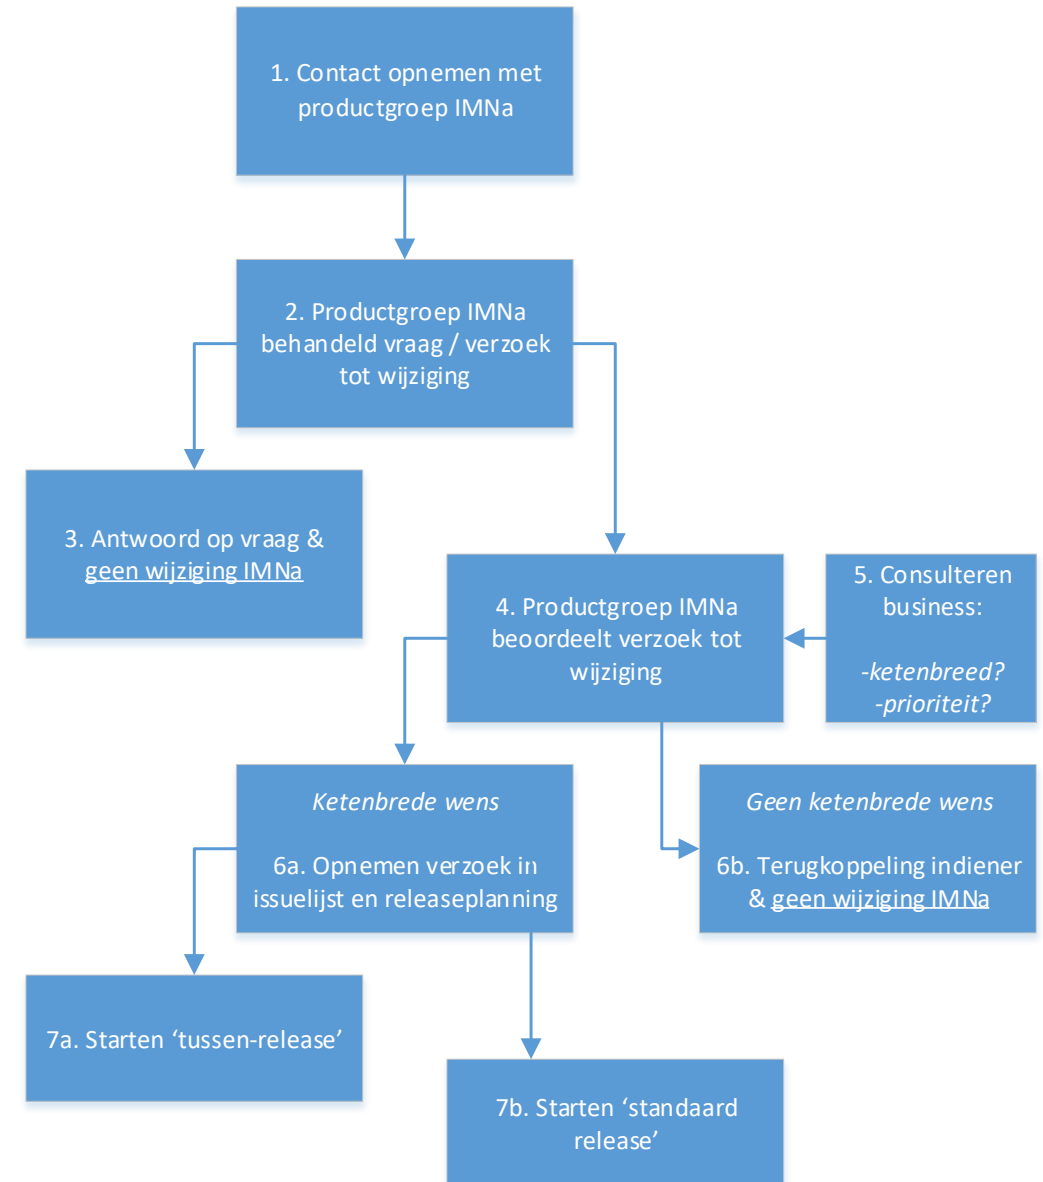 1. Contact opnemen met
productgroep IMNa
2. Productgroep IMNa
behandeld vraag / verzoek
tot wijziging
3. Antwoord op vraag &
geen wijziging IMNa
4. Productgroep IMNa
beoordeelt verzoek tot
wijziging
5. Consulteren
business:
-ketenbreed?
-prioriteit?
Ketenbrede wens
6a. Opnemen verzoek in
issuelijst en releaseplanning
Geen ketenbrede wens
6b. Terugkoppeling indiener
& geen wijziging IMNa
7a. Starten ‘tussen-release’
7b. Starten ‘standaard
release’